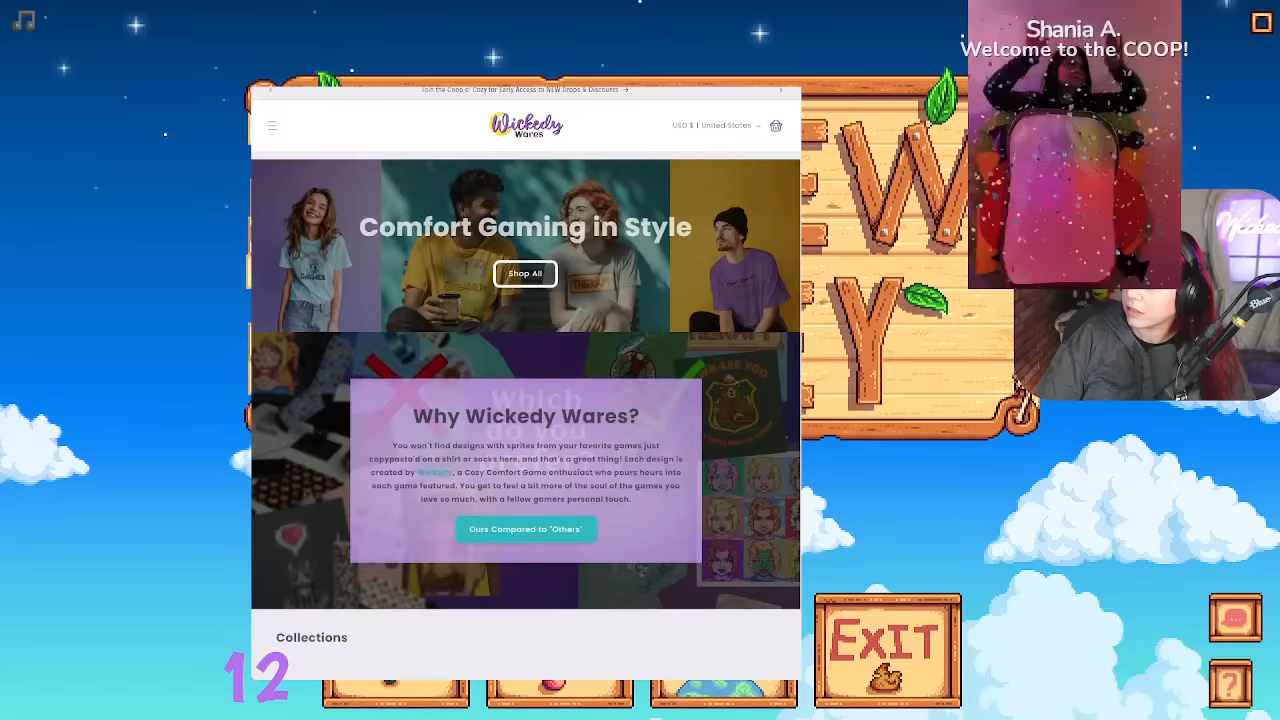 Shania A.
Welcome to the COOP!
Join the Coop o' Cozy for Early Access to NEW Drops & Discounts →
Wickedy
Wares
USD $ | United States
Comfort Gaming in Style
Shop All
Why Wickedy Wares?
You won't find designs with sprites from your favorite games just
copypasta'd on a shirt or socks here, and that's a great thing! Each design is
created by Wickedy, a Cozy Comfort Game enthusiast who pours hours into
each game featured. You get to feel a bit more of the soul of the games you
love so much, with a fellow gamers personal touch.
Ours Compared to "Others"
Collections
12
EXIT
?